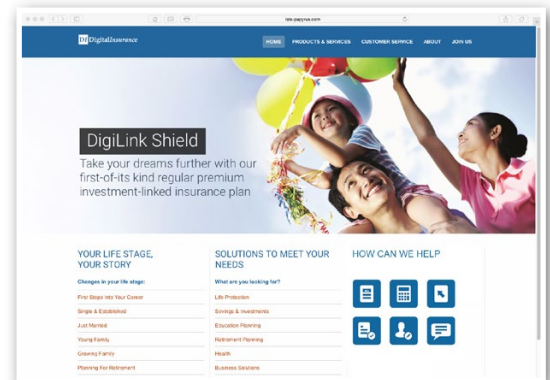 site.papyrus.com
DI DigitalInsurance
HOME PRODUCTS & SERVICES CUSTOMER SERVICE ABOUT JOIN US
DigiLink Shield
Take your dreams further with our
first-of-its kind regular premium
investment-linked insurance plan
YOUR LIFE STAGE,
YOUR STORY
Changes in your life stage:
First Steps Into Your Career
Single & Established
Just Married
Young Family
Growing Family
Planning For Retirement
SOLUTIONS TO MEET YOUR
NEEDS
What are you looking for?
Life Protection
Savings & Investments
Education Planning
Retirement Planning
Health
Business Solutions
HOW CAN WE HELP